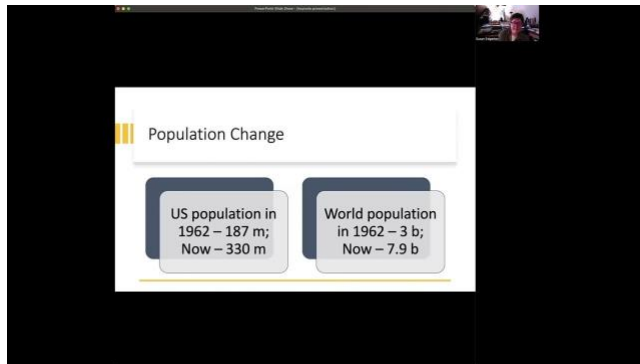 Population Change
US population in
1962 – 187 m;
Now – 330 m
World population
in 1962 – 3 b;
Now – 7.9 b